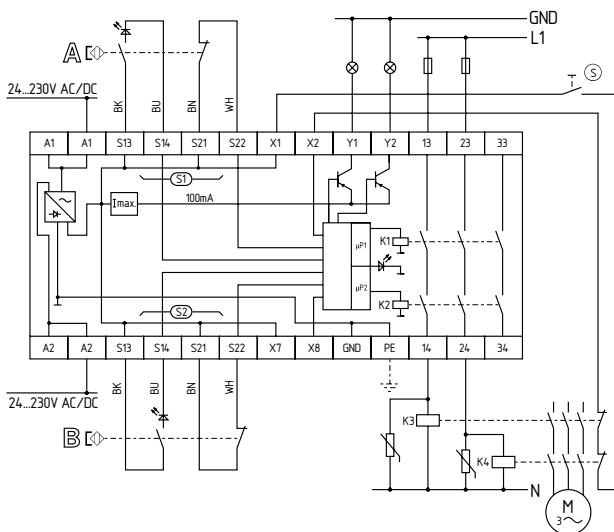 GND
L1
A
S
24...230V AC/DC
BK
BU
BN
WH
A1 A1 S13 S14 S21 S22 X1 X2 Y1 Y2 13 23 33
S1
Imax.
100mA
µP1
K1
µP2
K2
S2
A2 A2 S13 S14 S21 S22 X7 X8 GND PE 14 24 34
24...230V AC/DC
BK
BU
BN
WH
B
K3
K4
N
M
3~